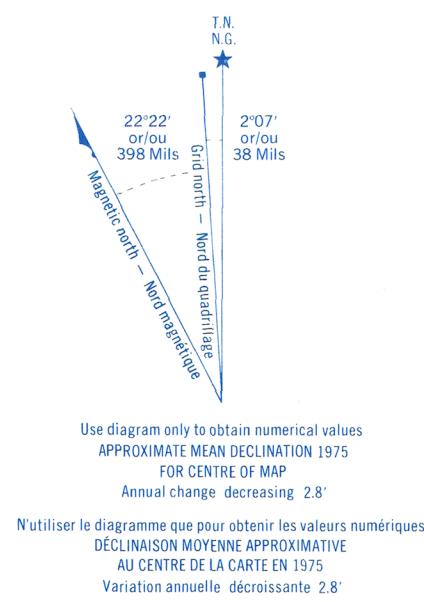 T.N.
N.G.
22°22'
or/ou
398 Mils
2°07'
or/ou
38 Mils
Grid north — Nord du quadrillage
Magnetic north — Nord magnétique
Use diagram only to obtain numerical values
APPROXIMATE MEAN DECLINATION 1975
FOR CENTRE OF MAP
Annual change decreasing 2.8'
N'utiliser le diagramme que pour obtenir les valeurs numériques
DÉCLINAISON MOYENNE APPROXIMATIVE
AU CENTRE DE LA CARTE EN 1975
Variation annuelle décroissante 2.8'